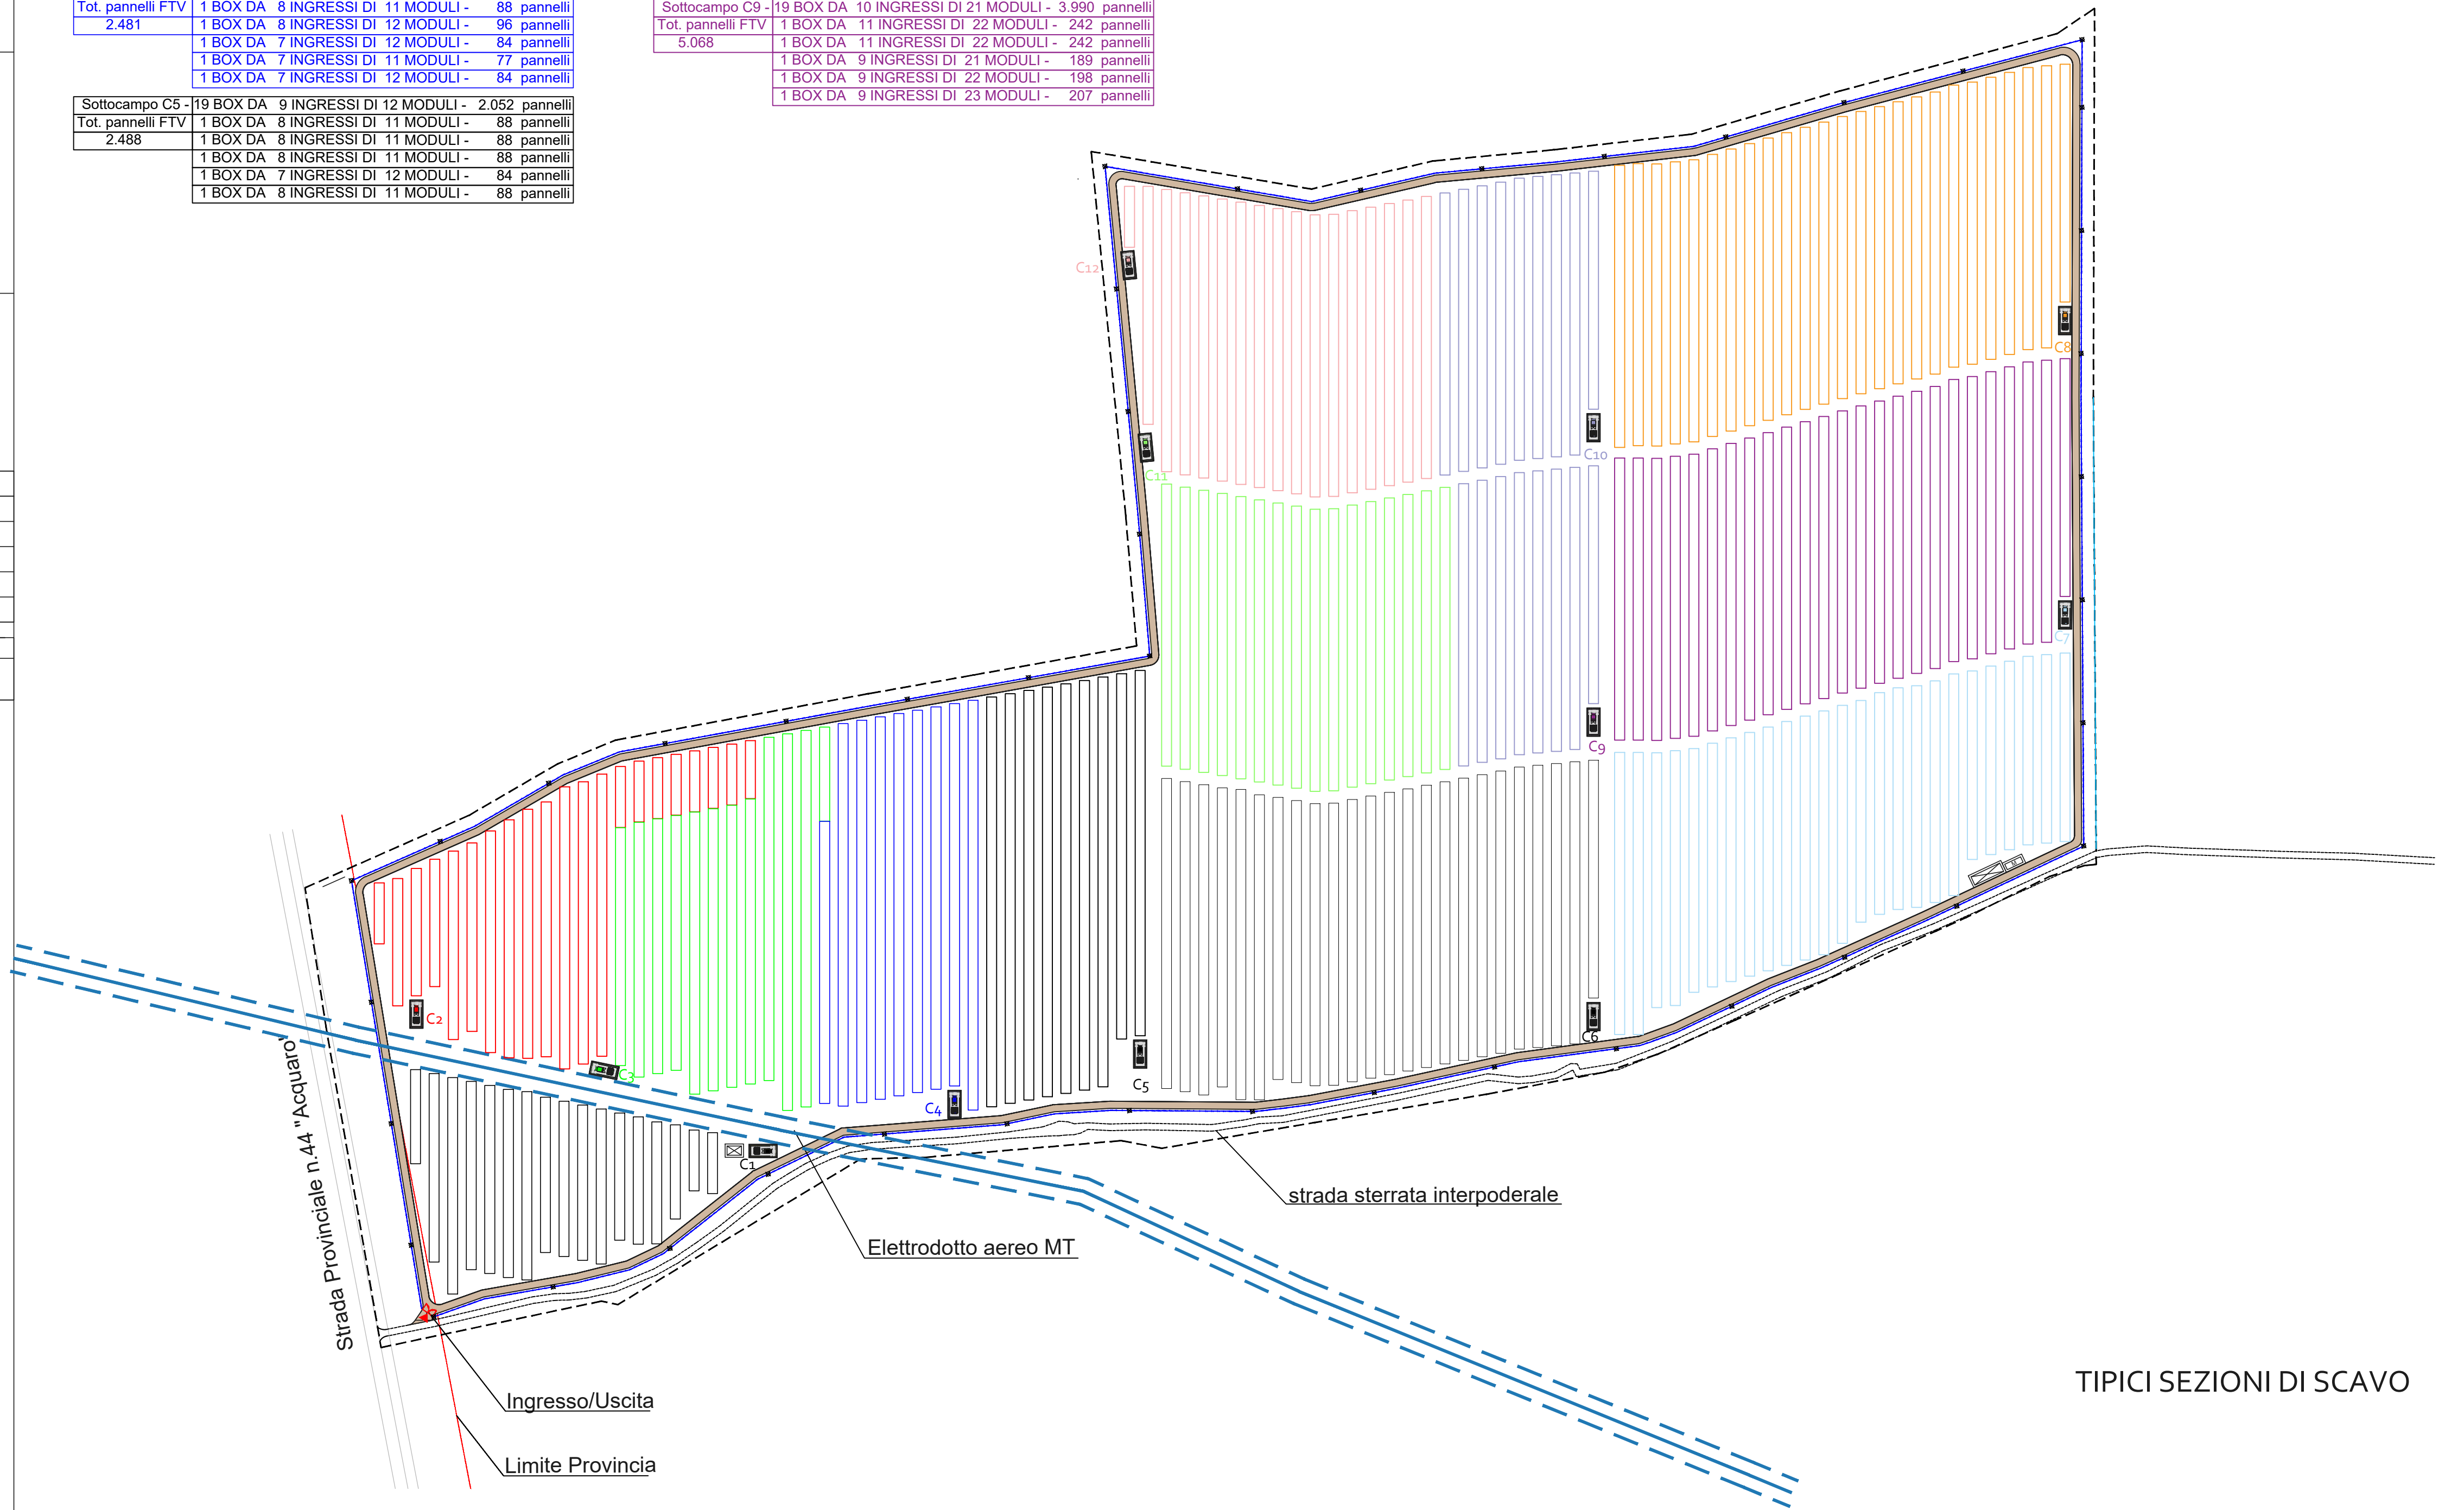 Tot. pannelli FTV 1 BOX DA 8 INGRESSI DI 11 MODULI - 88 pannelli
2.481 1 BOX DA 8 INGRESSI DI 12 MODULI - 96 pannelli
1 BOX DA 7 INGRESSI DI 12 MODULI - 84 pannelli
1 BOX DA 7 INGRESSI DI 11 MODULI - 77 pannelli
1 BOX DA 7 INGRESSI DI 12 MODULI - 84 pannelli
Sottocampo C5 - 19 BOX DA 9 INGRESSI DI 12 MODULI - 2.052 pannelli
Tot. pannelli FTV 1 BOX DA 8 INGRESSI DI 11 MODULI - 88 pannelli
2.488 1 BOX DA 8 INGRESSI DI 11 MODULI - 88 pannelli
1 BOX DA 8 INGRESSI DI 11 MODULI - 88 pannelli
1 BOX DA 7 INGRESSI DI 12 MODULI - 84 pannelli
1 BOX DA 8 INGRESSI DI 11 MODULI - 88 pannelli
Sottocampo C9 - 19 BOX DA 10 INGRESSI DI 21 MODULI - 3.990 pannelli
Tot. pannelli FTV 1 BOX DA 11 INGRESSI DI 22 MODULI - 242 pannelli
5.068 1 BOX DA 11 INGRESSI DI 22 MODULI - 242 pannelli
1 BOX DA 9 INGRESSI DI 21 MODULI - 189 pannelli
1 BOX DA 9 INGRESSI DI 22 MODULI - 198 pannelli
1 BOX DA 9 INGRESSI DI 23 MODULI - 207 pannelli
C12
C8
C10
C11
C7
C9
C2
C6
C3
C5
C4
C1
Strada Provinciale n.44 "Acquaro"
strada sterrata interpoderale
Elettrodotto aereo MT
Ingresso/Uscita
Limite Provincia
TIPICI SEZIONI DI SCAVO